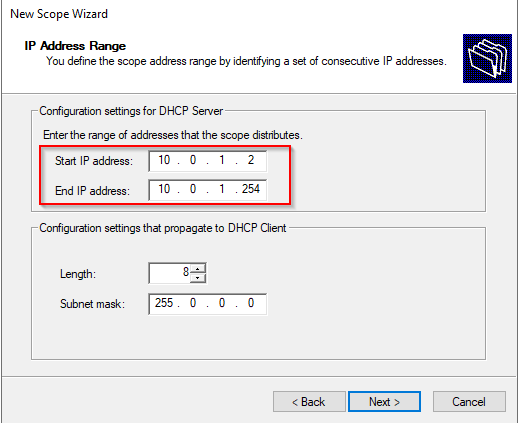 New Scope Wizard
IP Address Range
You define the scope address range by identifying a set of consecutive IP addresses.
Configuration settings for DHCP Server
Enter the range of addresses that the scope distributes.
Start IP address: 10 . 0 . 1 . 2
End IP address: 10 . 0 . 1 . 254
Configuration settings that propagate to DHCP Client
Length: 8
Subnet mask: 255 . 0 . 0 . 0
< Back Next > Cancel